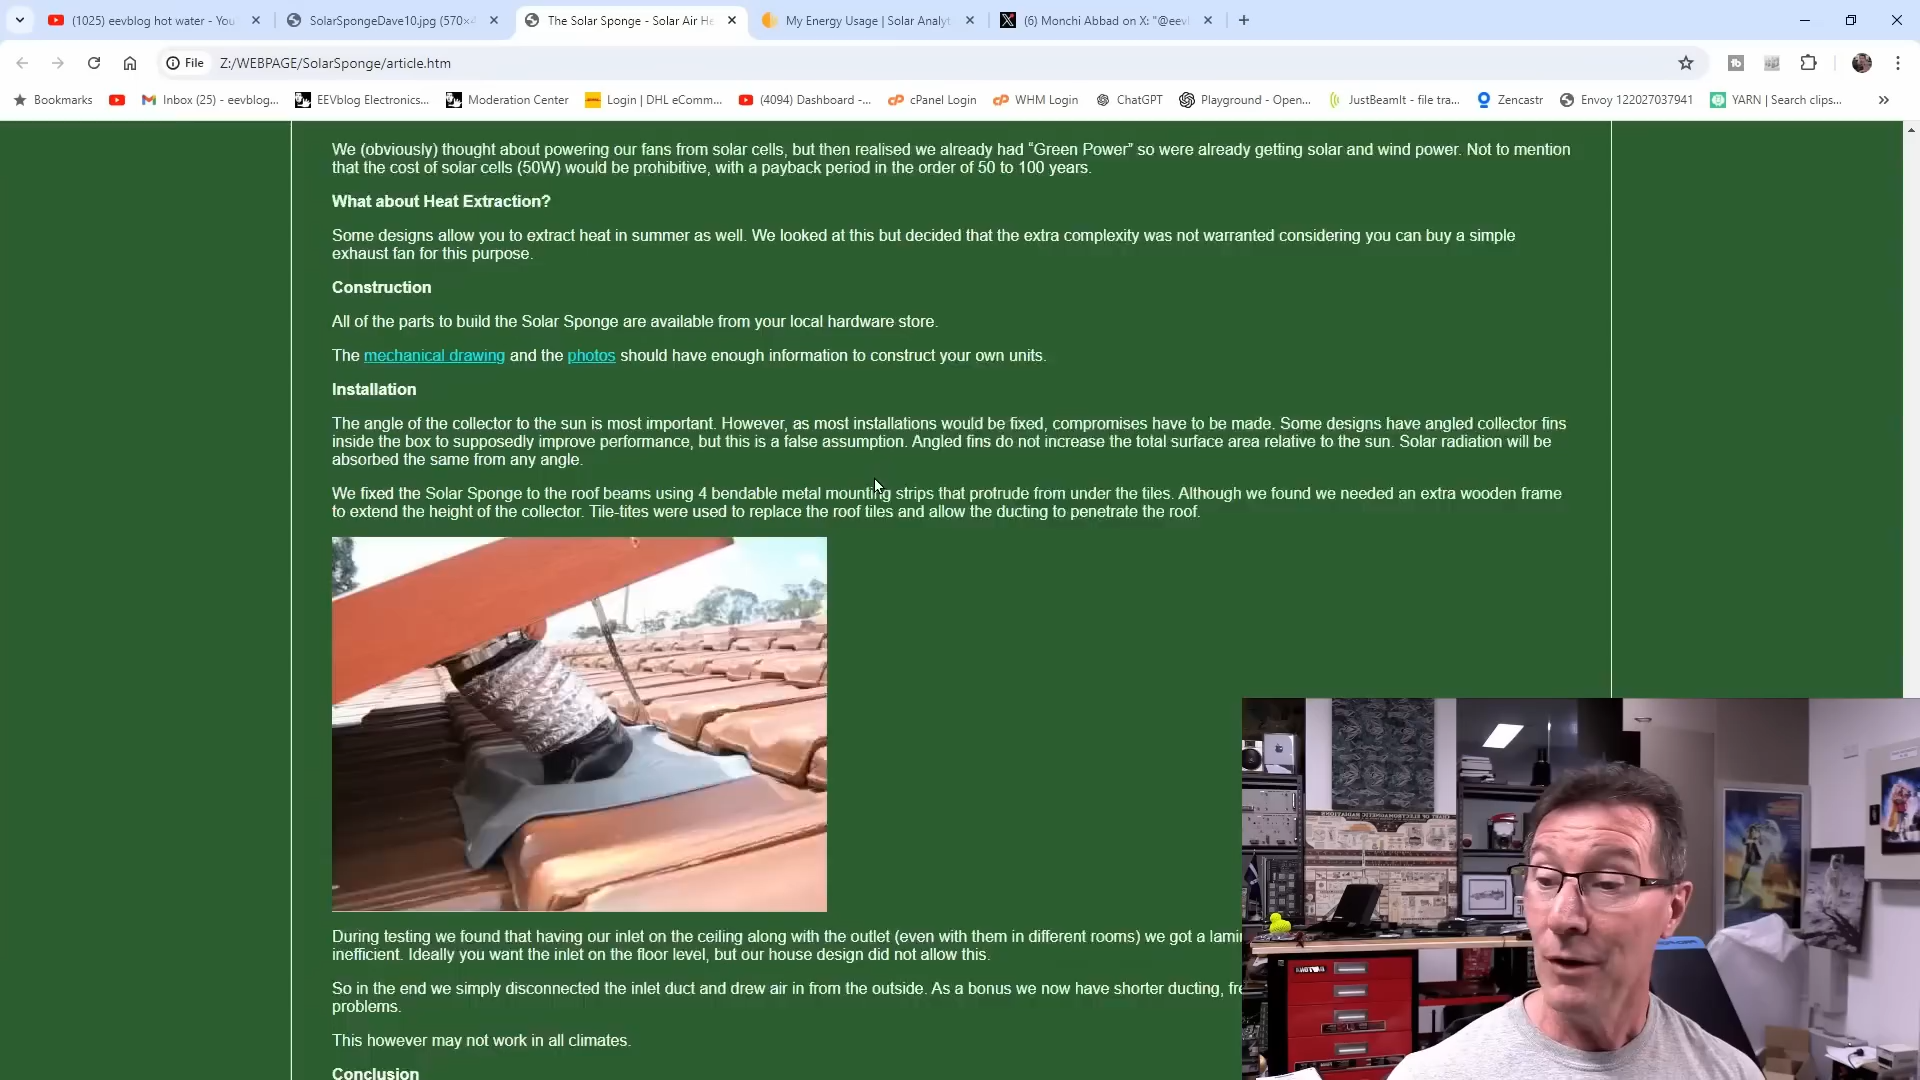 (1025) eevblog hot water - You
SolarSpongeDave10.jpg (570×
The Solar Sponge - Solar Air He
My Energy Usage | Solar Analyt
(6) Monchi Abbad on X: "@eevl
File
Z:/WEBPAGE/SolarSponge/article.htm
Bookmarks
Inbox (25) - eevblog...
EEVblog Electronics...
Moderation Center
Login | DHL eComm...
(4094) Dashboard -...
cPanel Login
WHM Login
ChatGPT
Playground - Open...
JustBeamIt - file tra...
Zencastr
Envoy 122027037941
YARN | Search clips...
We (obviously) thought about powering our fans from solar cells, but then realised we already had “Green Power” so were already getting solar and wind power. Not to mention
that the cost of solar cells (50W) would be prohibitive, with a payback period in the order of 50 to 100 years.
What about Heat Extraction?
Some designs allow you to extract heat in summer as well. We looked at this but decided that the extra complexity was not warranted considering you can buy a simple
exhaust fan for this purpose.
Construction
All of the parts to build the Solar Sponge are available from your local hardware store.
The mechanical drawing and the photos should have enough information to construct your own units.
Installation
The angle of the collector to the sun is most important. However, as most installations would be fixed, compromises have to be made. Some designs have angled collector fins
inside the box to supposedly improve performance, but this is a false assumption. Angled fins do not increase the total surface area relative to the sun. Solar radiation will be
absorbed the same from any angle.
We fixed the Solar Sponge to the roof beams using 4 bendable metal mounting strips that protrude from under the tiles. Although we found we needed an extra wooden frame
to extend the height of the collector. Tile-tites were used to replace the roof tiles and allow the ducting to penetrate the roof.
During testing we found that having our inlet on the ceiling along with the outlet (even with them in different rooms) we got a lami
inefficient. Ideally you want the inlet on the floor level, but our house design did not allow this.
So in the end we simply disconnected the inlet duct and drew air in from the outside. As a bonus we now have shorter ducting, fre
problems.
This however may not work in all climates.
Conclusion